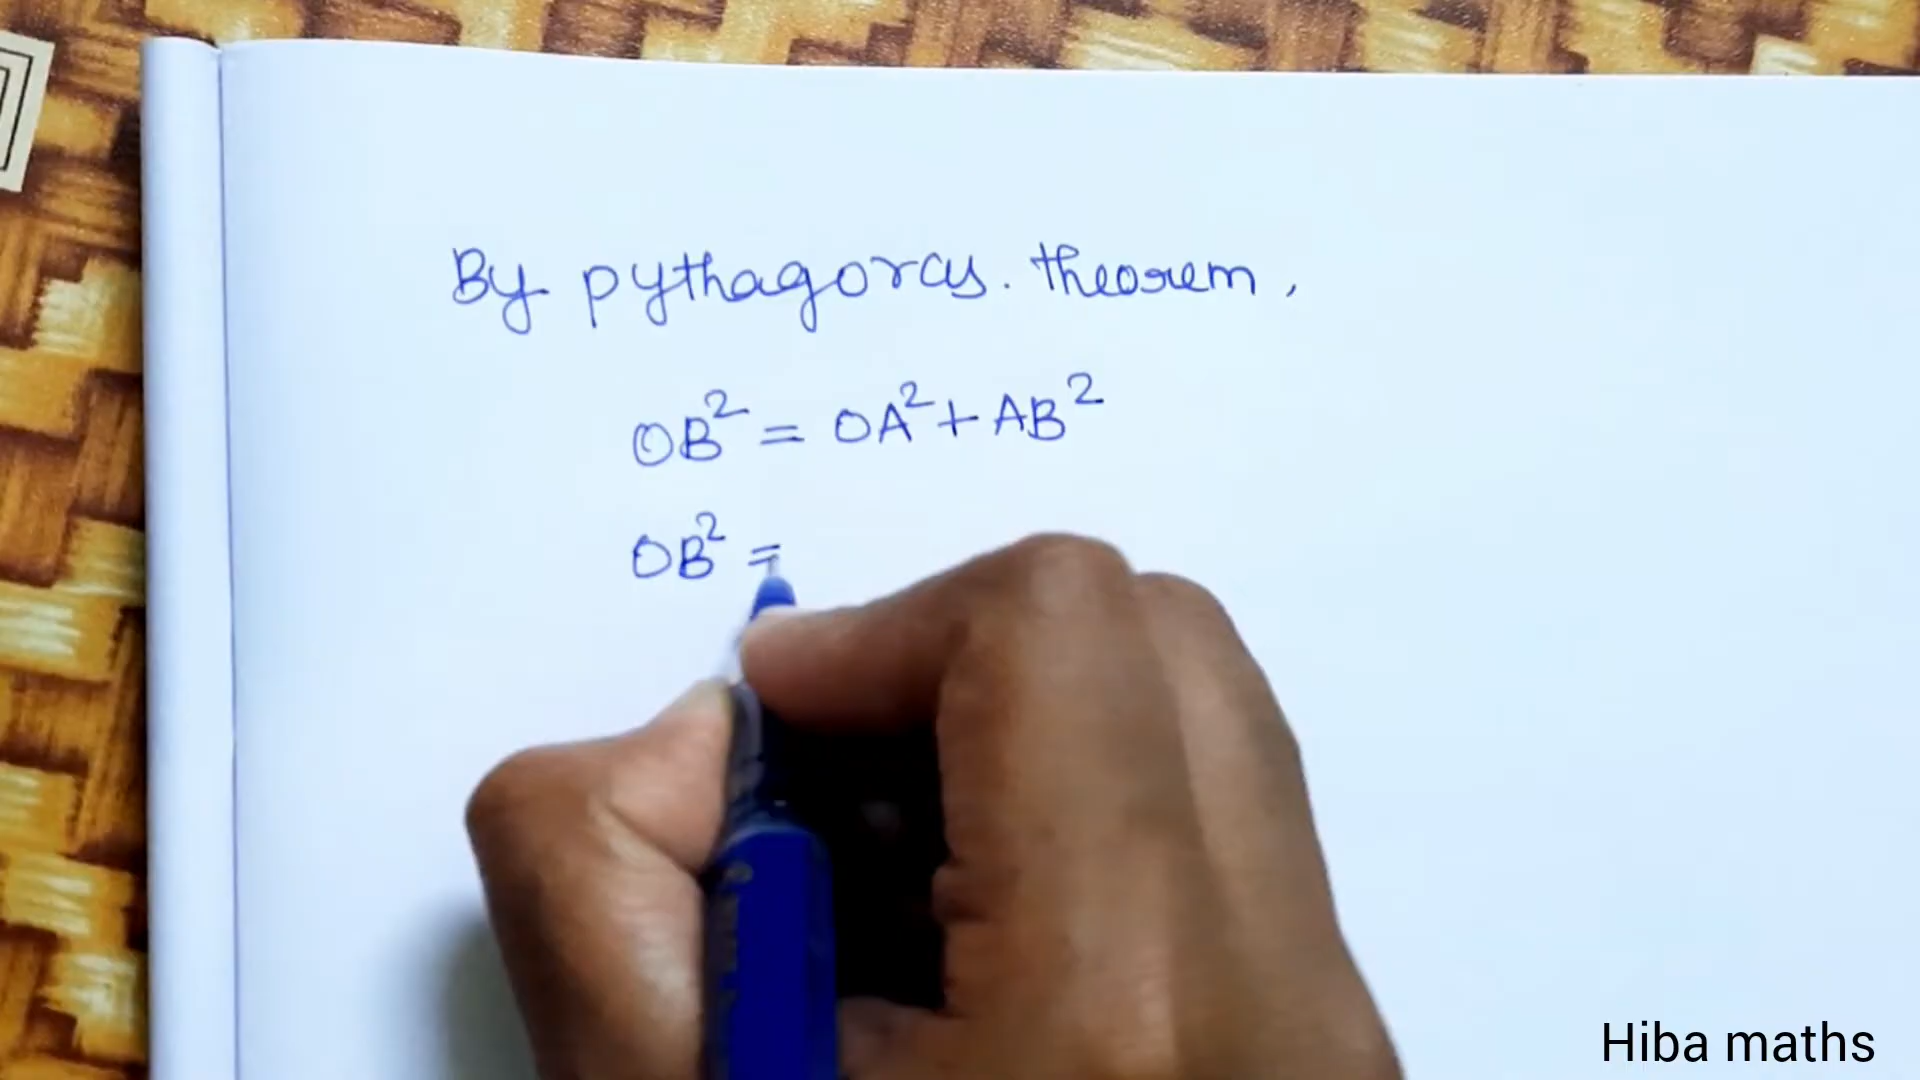 By pythagoras. theorem,
OB² = OA² + AB²
OB² =
Hiba maths